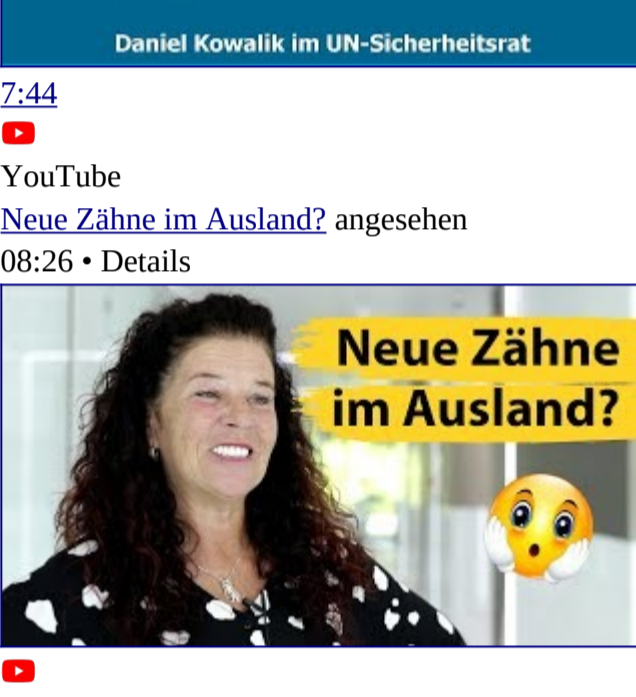 Daniel Kowalik im UN-Sicherheitsrat
7:44
YouTube
Neue Zähne im Ausland? angesehen
08:26 • Details
Neue Zähne
im Ausland?